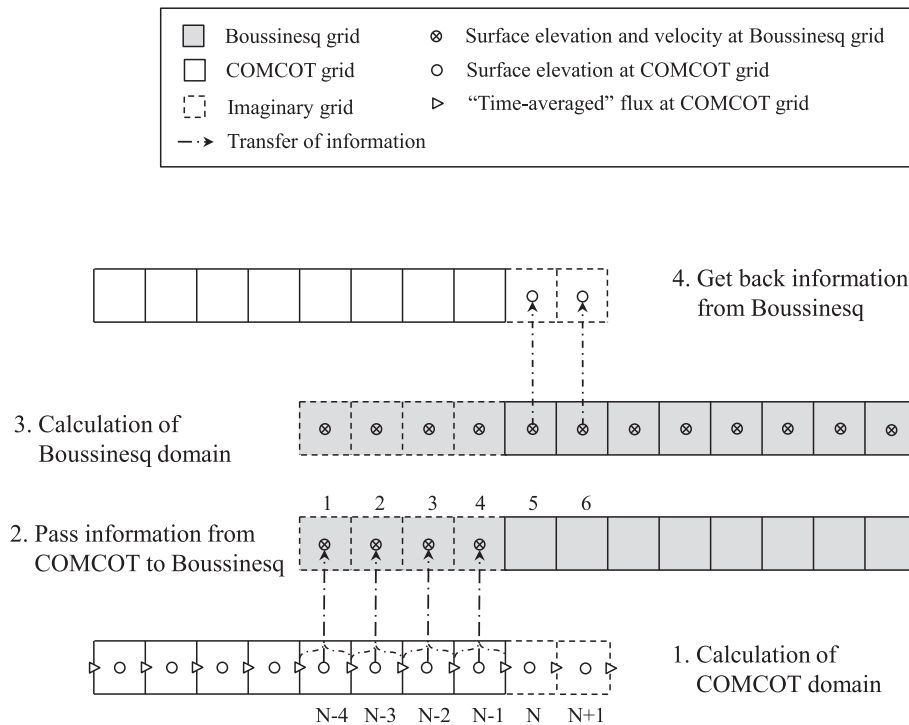 Boussinesq grid
COMCOT grid
Imaginary grid
Transfer of information
Surface elevation and velocity at Boussinesq grid
Surface elevation at COMCOT grid
“Time-averaged” flux at COMCOT grid
4. Get back information
from Boussinesq
3. Calculation of
Boussinesq domain
1 2 3 4 5 6
2. Pass information from
COMCOT to Boussinesq
1. Calculation of
COMCOT domain
N-4 N-3 N-2 N-1 N N+1